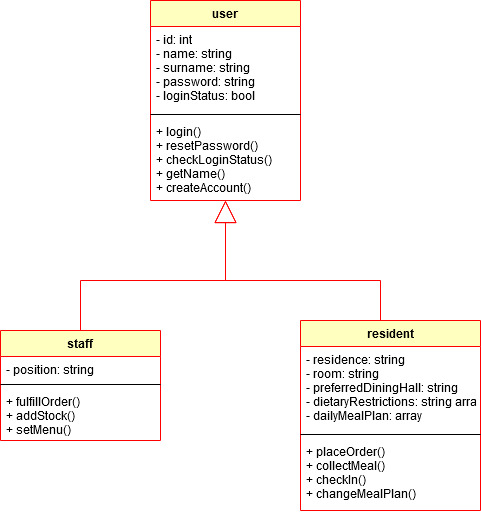 user
- id: int
- name: string
- surname: string
- password: string
- loginStatus: bool
+ login()
+ resetPassword()
+ checkLoginStatus()
+ getName()
+ createAccount()
staff
- position: string
+ fulfillOrder()
+ addStock()
+ setMenu()
resident
- residence: string
- room: string
- preferredDiningHall: string
- dietaryRestrictions: string arra
- dailyMealPlan: array
+ placeOrder()
+ collectMeal()
+ checkIn()
+ changeMealPlan()